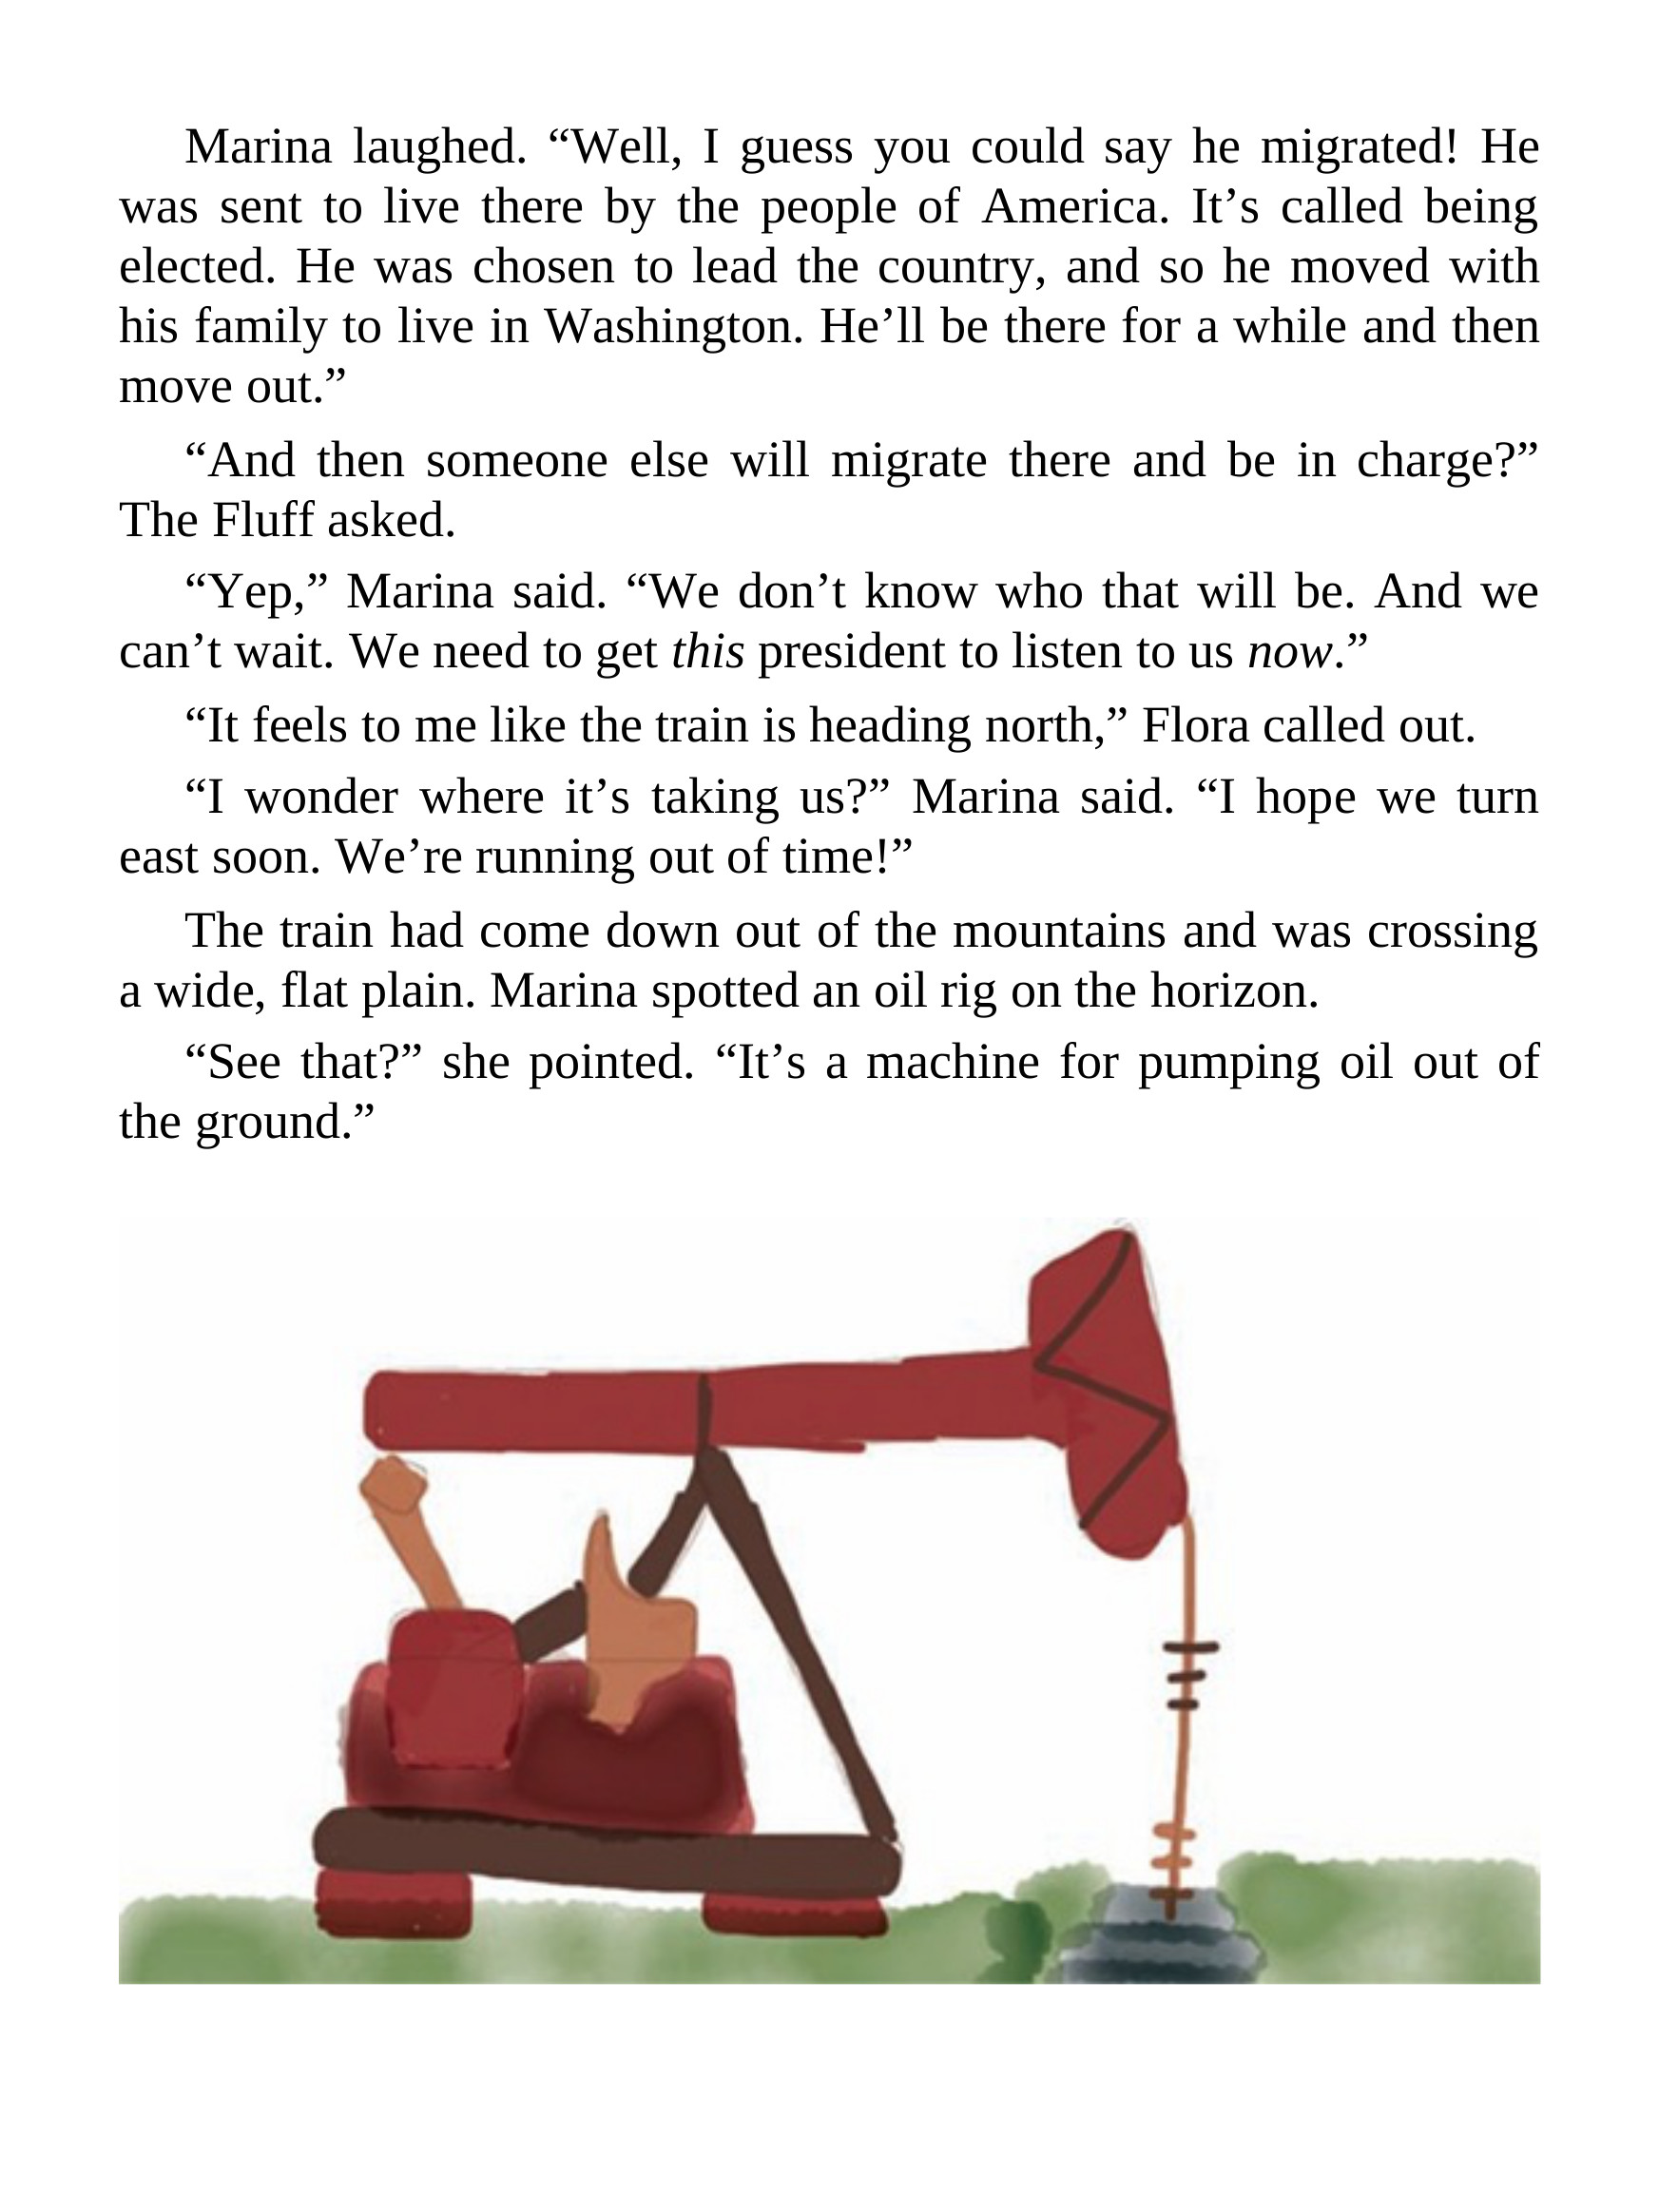 Marina laughed. “Well, I guess you could say he migrated! He
was sent to live there by the people of America. It’s called being
elected. He was chosen to lead the country, and so he moved with
his family to live in Washington. He’ll be there for a while and then
move out.”
“And then someone else will migrate there and be in charge?”
The Fluff asked.
“Yep,” Marina said. “We don’t know who that will be. And we
can’t wait. We need to get this president to listen to us now.”
“It feels to me like the train is heading north,” Flora called out.
“I wonder where it’s taking us?” Marina said. “I hope we turn
east soon. We’re running out of time!”
The train had come down out of the mountains and was crossing
a wide, flat plain. Marina spotted an oil rig on the horizon.
“See that?” she pointed. “It’s a machine for pumping oil out of
the ground.”